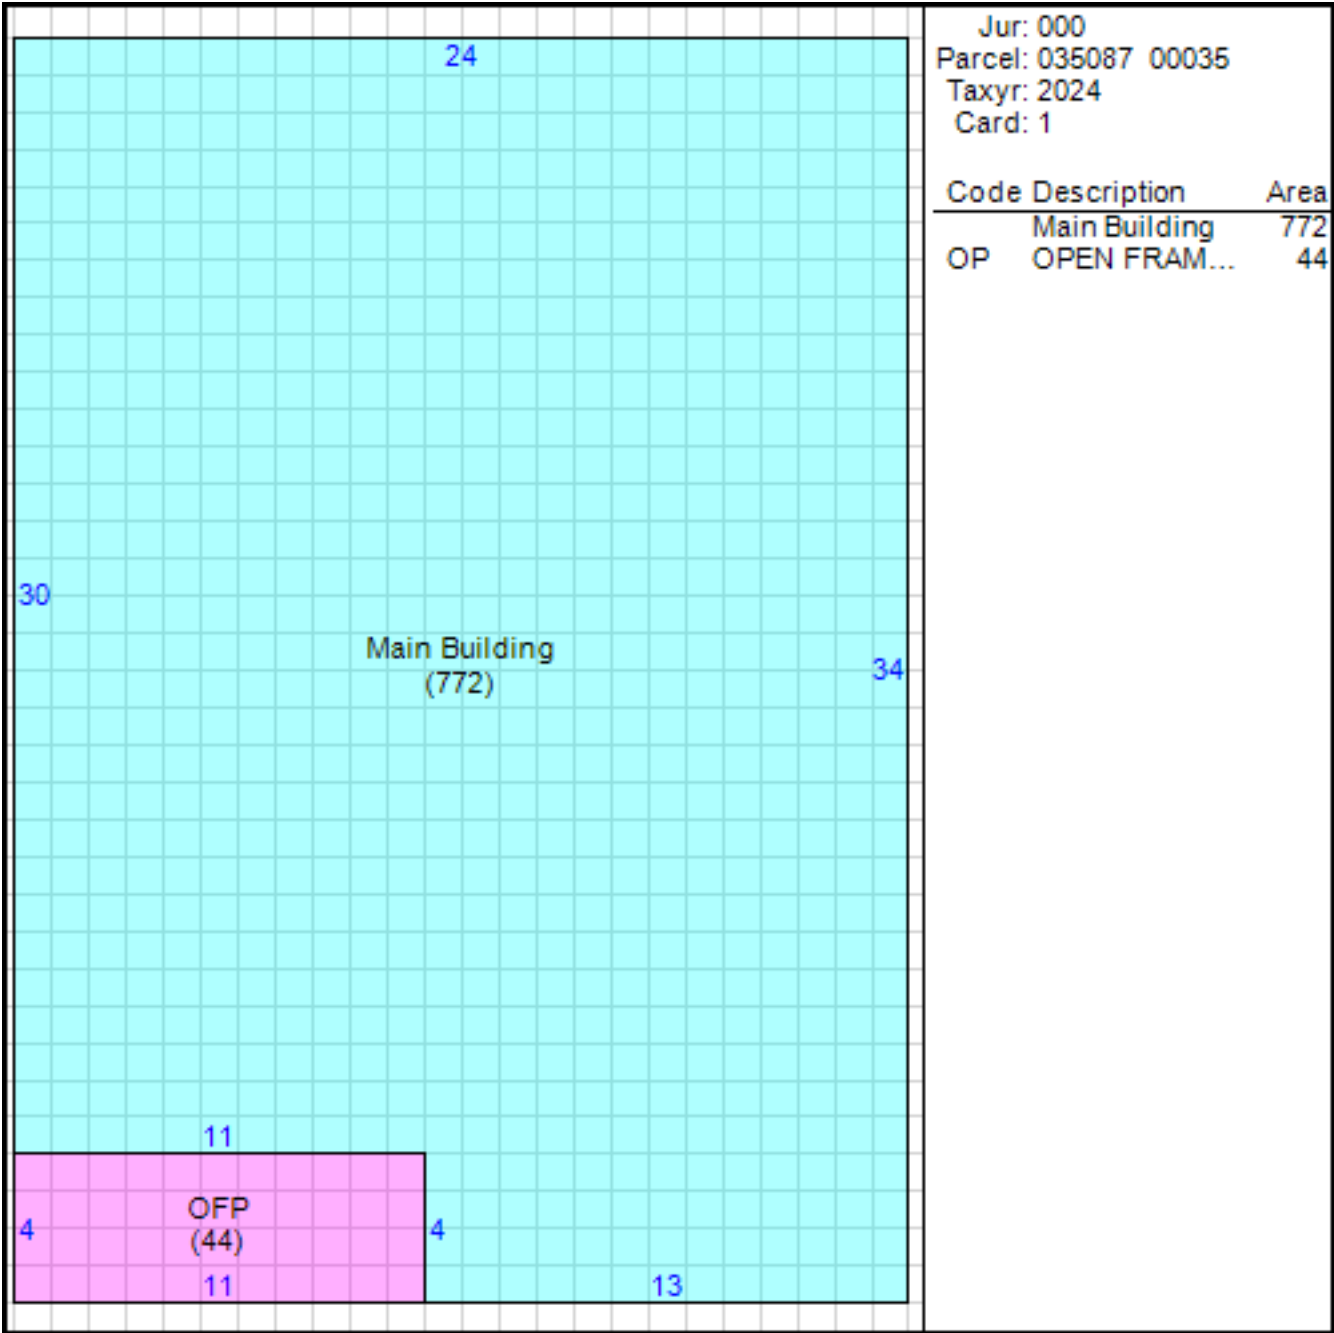 Jur: 000
Parcel: 035087 00035
Taxyr: 2024
Card: 1
Code Description Area
Main Building 772
OP OPEN FRAM... 44
24
30
Main Building
(772)
34
11
OFP
(44)
4
4
11
13